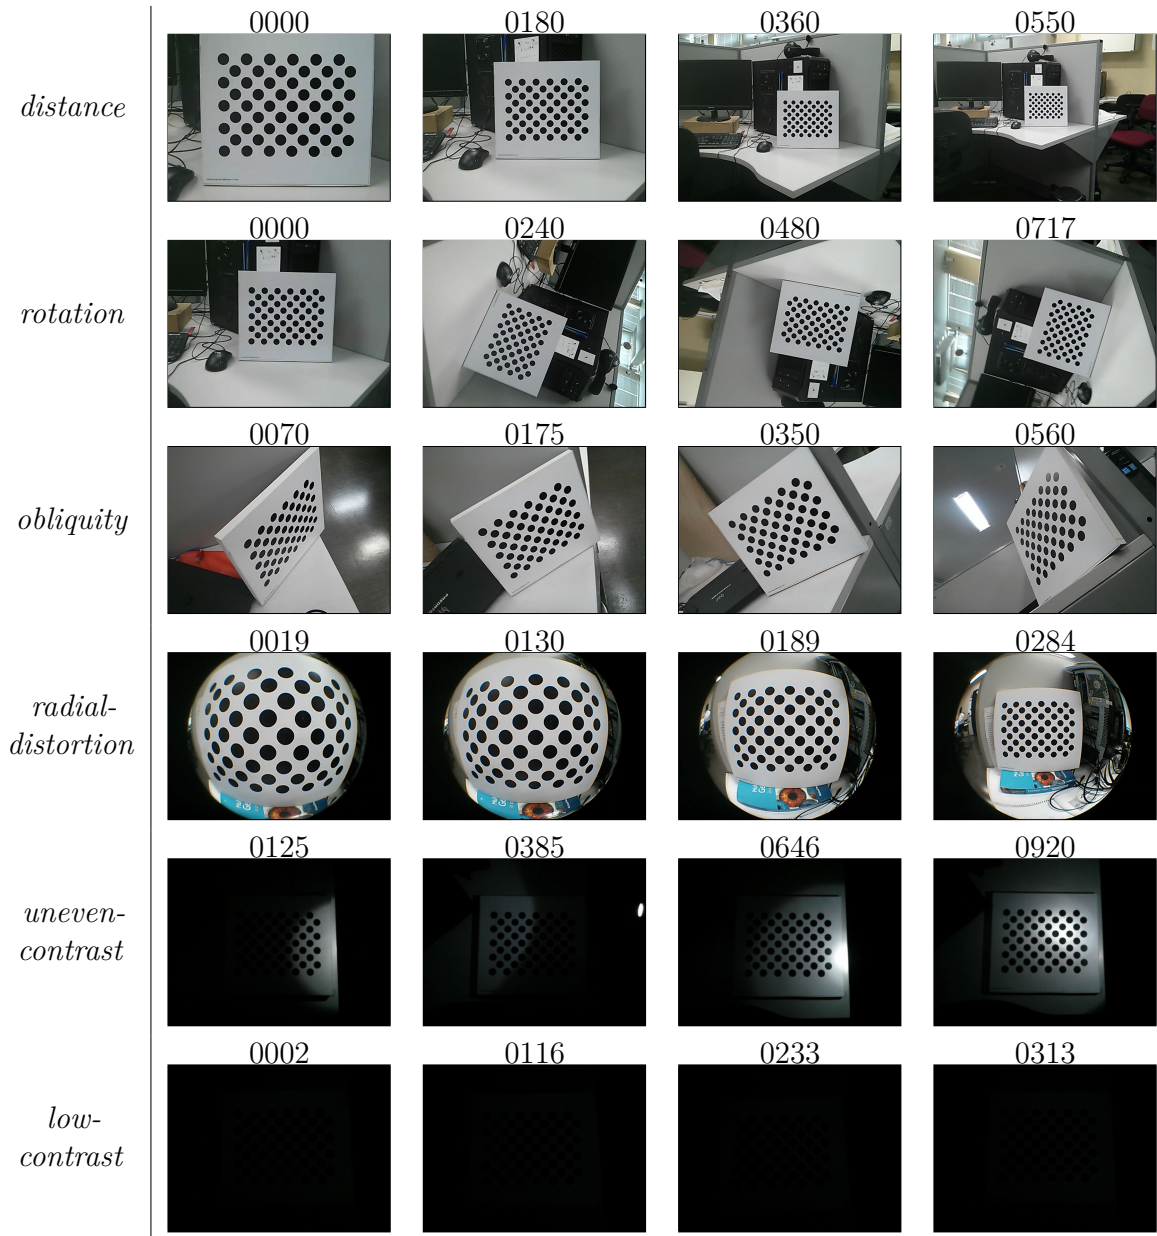 0000 0180 0360 0550
distance
0000 0240 0480 0717
rotation
0070 0175 0350 0560
obliquity
0019 0130 0189 0284
radial-
distortion
0125 0385 0646 0920
uneven-
contrast
0002 0116 0233 0313
low-
contrast